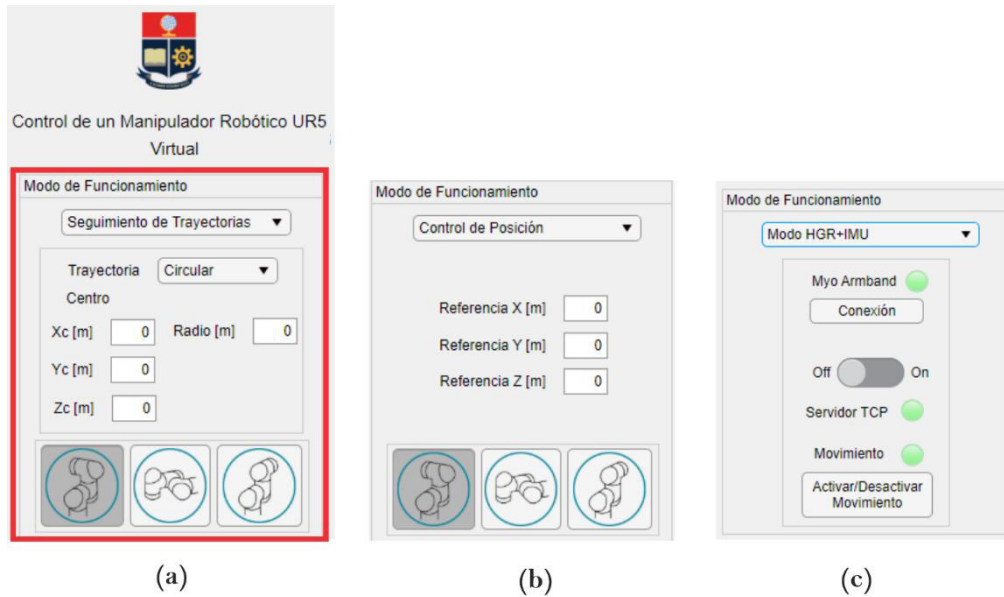 Control de un Manipulador Robótico UR5
Virtual
Modo de Funcionamiento
Seguimiento de Trayectorias
Trayectoria Circular
Centro
Xc [m] 0 Radio [m] 0
Yc [m] 0
Zc [m] 0
(a)
Modo de Funcionamiento
Control de Posición
Referencia X [m] 0
Referencia Y [m] 0
Referencia Z [m] 0
(b)
Modo de Funcionamiento
Modo HGR+IMU
Myo Armband
Conexión
Off On
Servidor TCP
Movimiento
Activar/Desactivar
Movimiento
(c)